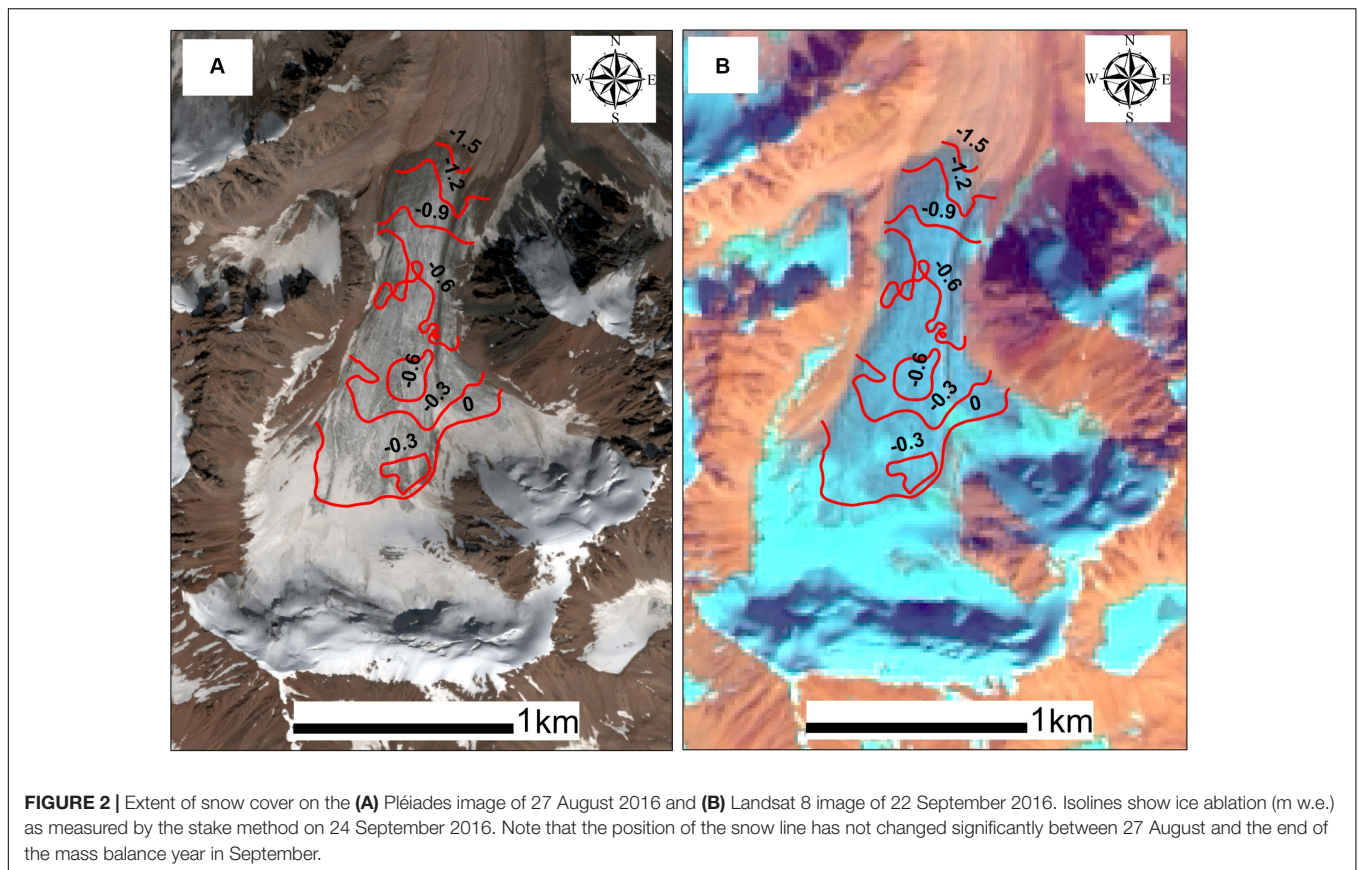 A
N
W E
S
-1.5
-1.2
-0.9
-0.6
-0.6
-0.3
0
-0.3
1km
B
N
W E
S
-1.5
-1.2
-0.9
-0.6
-0.6
-0.3
0
-0.3
1km
FIGURE 2 | Extent of snow cover on the (A) Pléiades image of 27 August 2016 and (B) Landsat 8 image of 22 September 2016. Isolines show ice ablation (m w.e.)
as measured by the stake method on 24 September 2016. Note that the position of the snow line has not changed significantly between 27 August and the end of
the mass balance year in September.